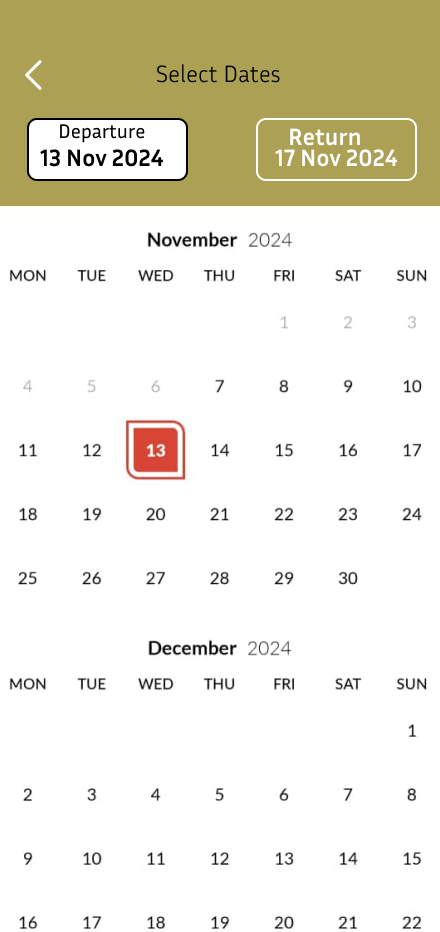 Select Dates
Departure
13 Nov 2024
Return
17 Nov 2024
November 2024
MON TUE WED THU FRI SAT SUN
1 2 3
4 5 6 7 8 9 10
11 12 13 14 15 16 17
18 19 20 21 22 23 24
25 26 27 28 29 30
December 2024
MON TUE WED THU FRI SAT SUN
1
2 3 4 5 6 7 8
9 10 11 12 13 14 15
16 17 18 19 20 21 22